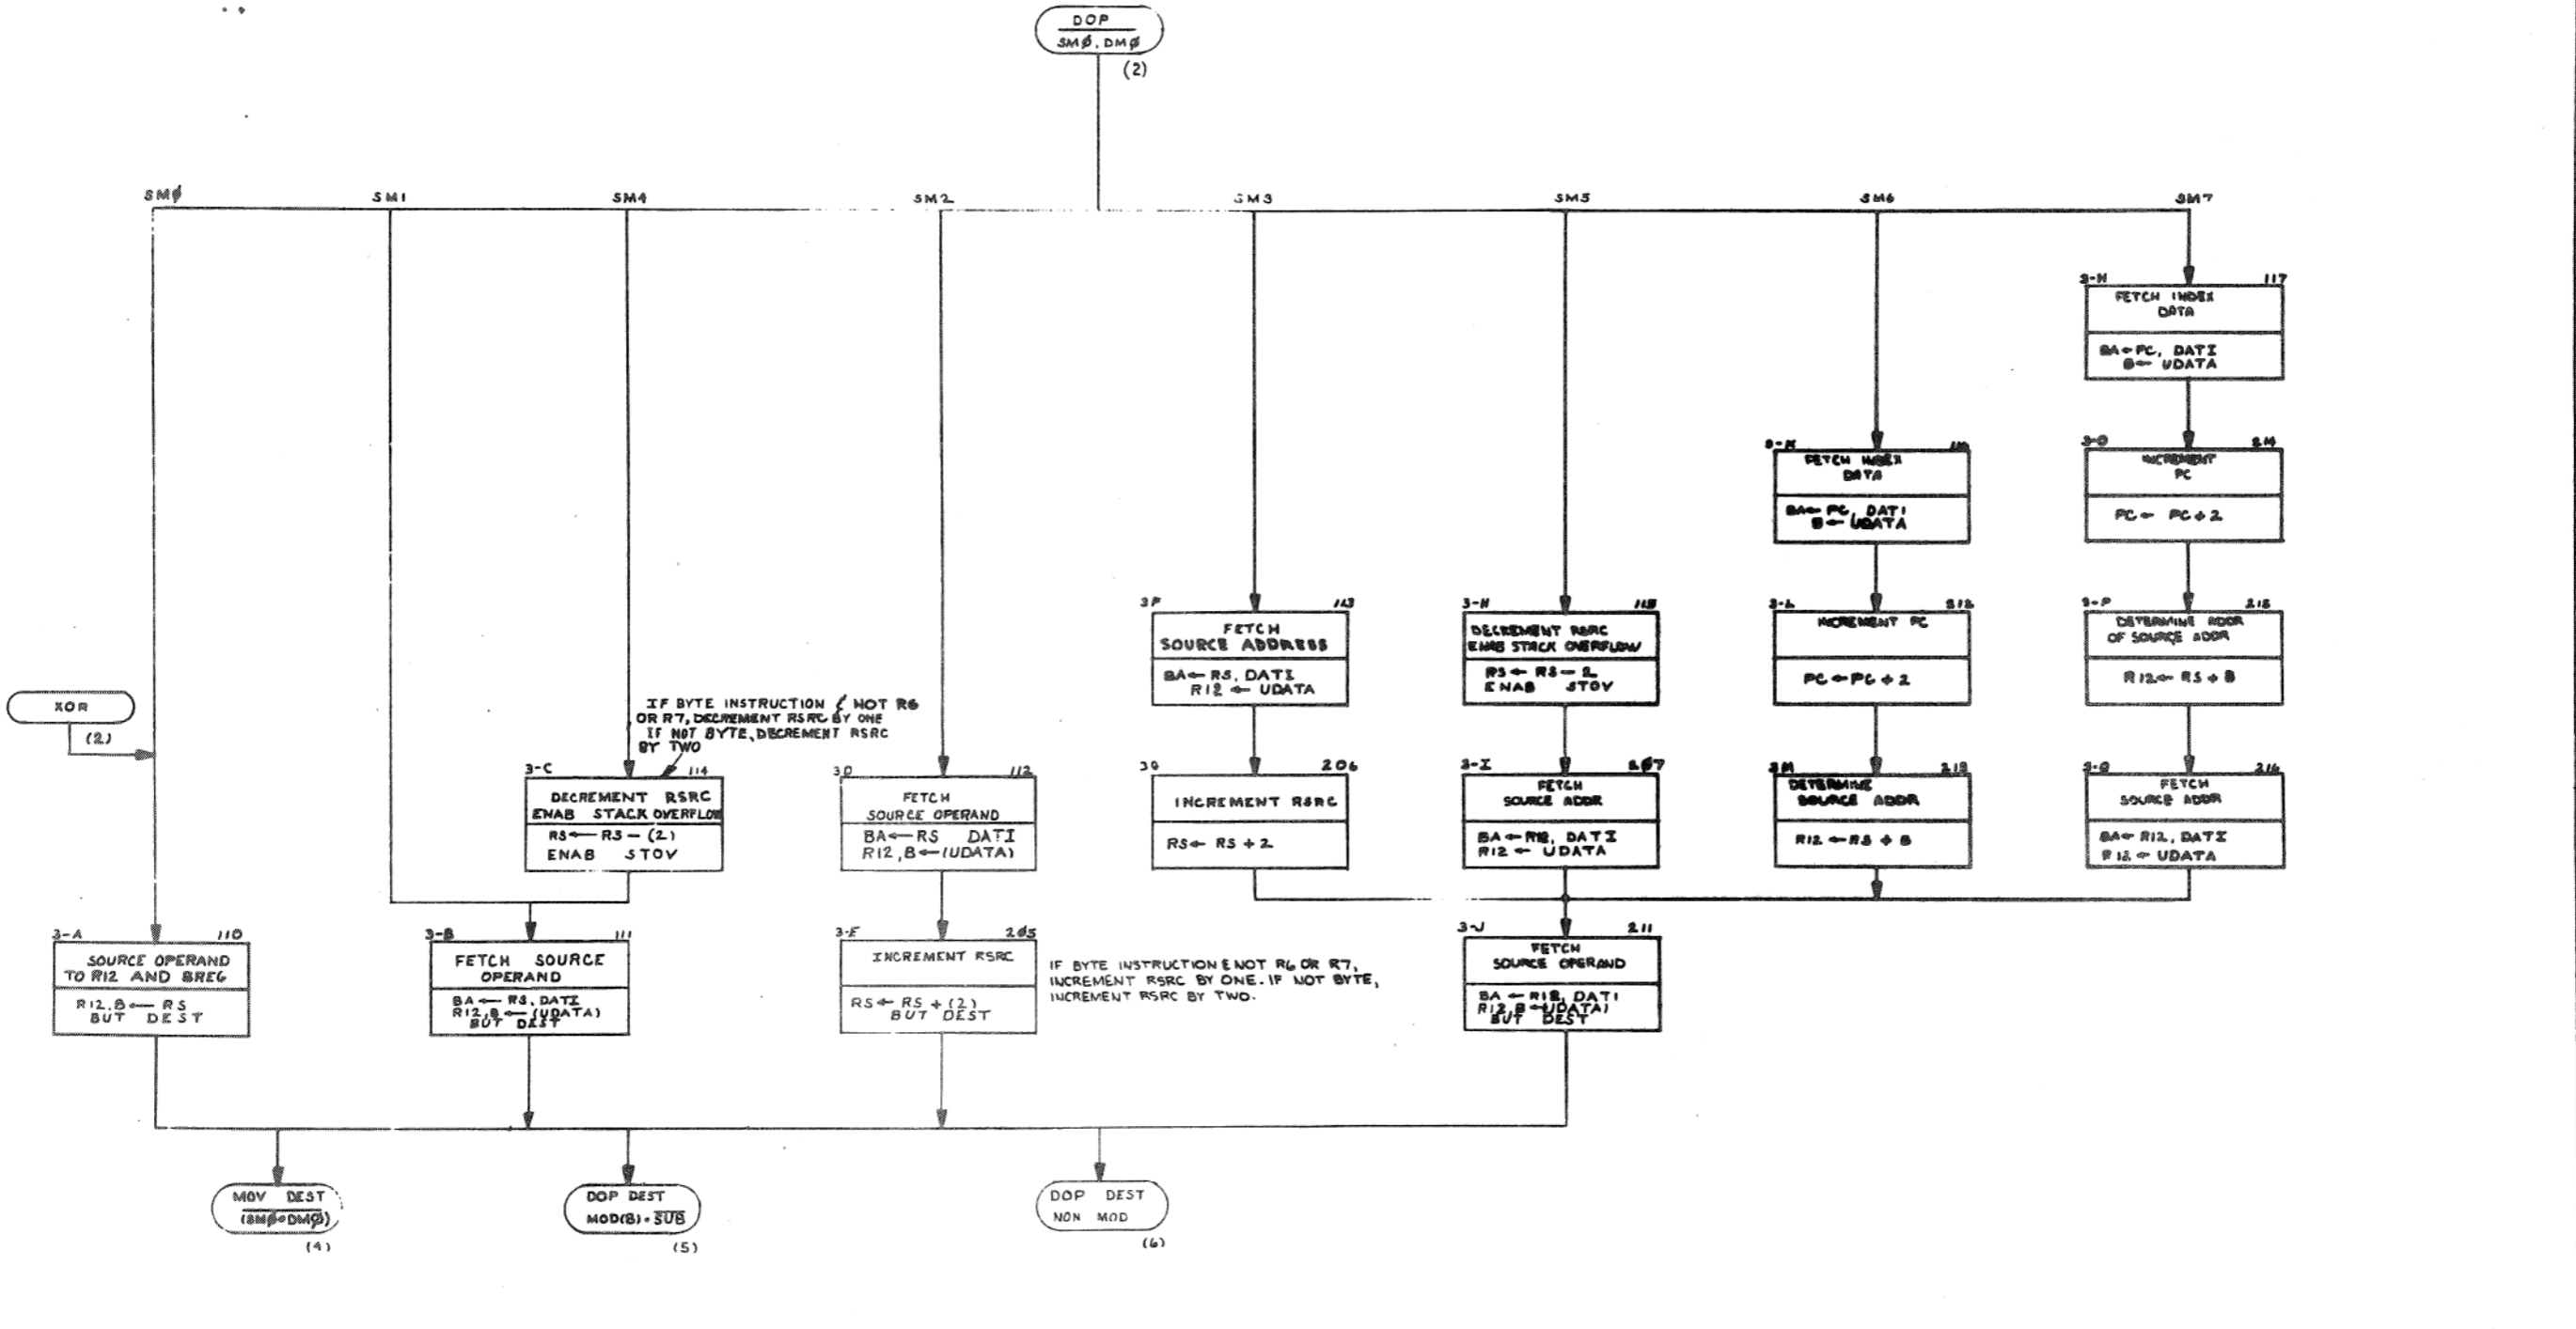 DOP
SMØ.DMØ
(2)
SMØ
SM1
SM4
SM2
SM3
SM5
SM6
SM7
3-N 117
FETCH INDEX
DATA
BA←PC, DATI
B← UDATA
3-K
FETCH INDEX
DATA
BA←PC, DATI
B←UDATA
3-O 214
INCREMENT
PC
PC← PC+2
3F 113
FETCH
SOURCE ADDRESS
BA←RS, DATI
R12 ← UDATA
3-H 115
DECREMENT RSRC
ENAB STACK OVERFLOW
RS← RS-2
ENAB STOV
3-L 212
INCREMENT PC
PC←PC+2
3-P 215
DETERMINE ADDR
OF SOURCE ADDR
R12← RS + B
XOR
(2)
IF BYTE INSTRUCTION & NOT R6
OR R7, DECREMENT RSRC BY ONE
IF NOT BYTE, DECREMENT RSRC
BY TWO
3-C 114
DECREMENT RSRC
ENAB STACK OVERFLOW
RS← RS-(2)
ENAB STOV
3D 112
FETCH
SOURCE OPERAND
BA←RS DATI
R12,B←(UDATA)
3G 206
INCREMENT RSRC
RS← RS+2
3-I 2Ø7
FETCH
SOURCE ADDR
BA←RS, DATI
R12 ← UDATA
3M 213
DETERMINE
SOURCE ADDR
R12 ←RS + B
3-Q 216
FETCH
SOURCE ADDR
BA← R12, DATI
R12 ← UDATA
3-A 110
SOURCE OPERAND
TO R12 AND BREG
R12,B← RS
BUT DEST
3-B 111
FETCH SOURCE
OPERAND
BA ← RS, DATI
R12,B←(UDATA)
BUT DEST
3-E 2Ø5
INCREMENT RSRC
RS← RS+(2)
BUT DEST
IF BYTE INSTRUCTION & NOT R6 OR R7,
INCREMENT RSRC BY ONE. IF NOT BYTE,
INCREMENT RSRC BY TWO.
3-J 211
FETCH
SOURCE OPERAND
BA ← R12, DATI
R12,B←(UDATA)
BUT DEST
MOV DEST
(SMØ•DMØ)
(4)
DOP DEST
MOD(B)•SUB
(5)
DOP DEST
NON MOD
(6)